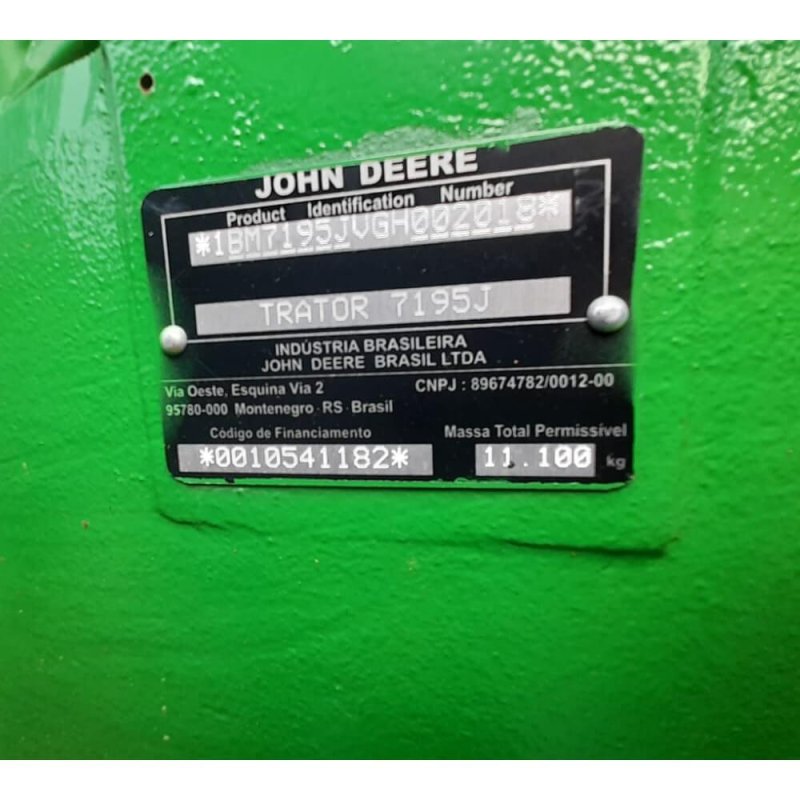 JOHN DEERE
Product Identification Number
*1BM7195JVGH002018*
TRATOR 7195J
INDÚSTRIA BRASILEIRA
JOHN DEERE BRASIL LTDA
Via Oeste, Esquina Via 2
CNPJ : 89674782/0012-00
95780-000 Montenegro - RS - Brasil
Código de Financiamento
Massa Total Permissível
*0010541182*
11.100 kg